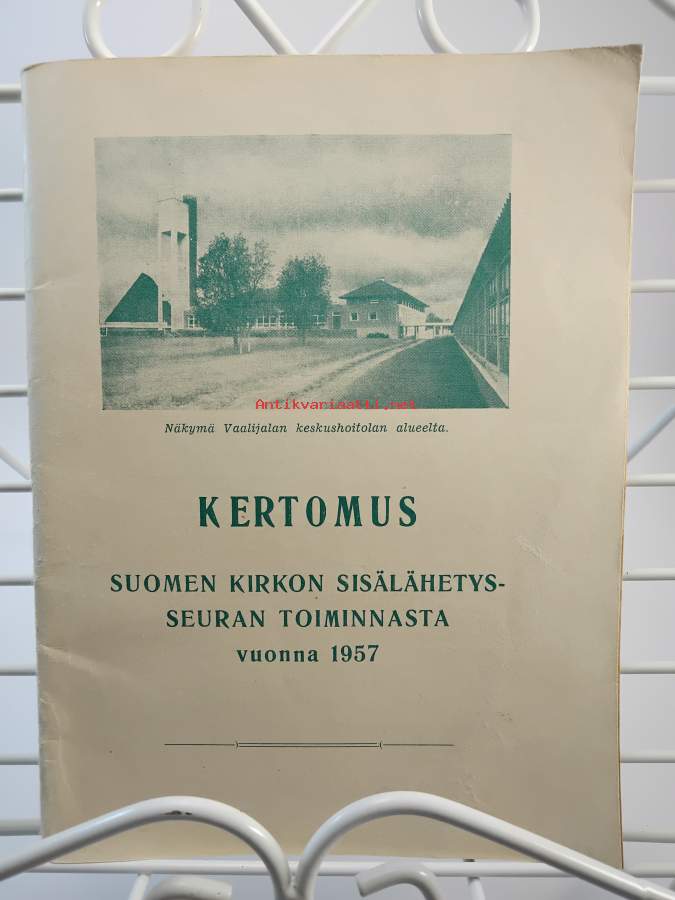 Antikvariaatti.net
Näkymä Vaalijalan keskushoitolan alueelta.
KERTOMUS
SUOMEN KIRKON SISÄLÄHETYS-
SEURAN TOIMINNASTA
vuonna 1957